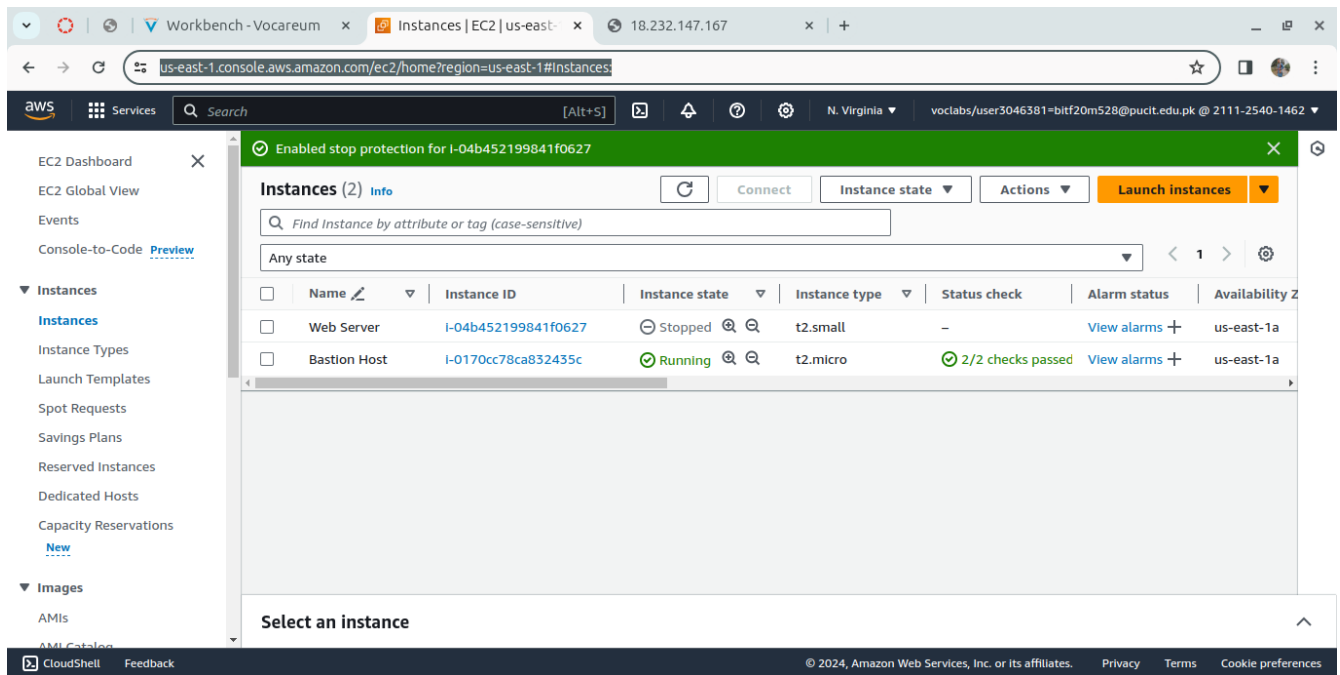 Workbench - Vocareum
Instances | EC2 | us-east-
18.232.147.167
us-east-1.console.aws.amazon.com/ec2/home?region=us-east-1#Instances:
aws Services Search [Alt+S] N. Virginia voclabs/user3046381=bitf20m528@pucit.edu.pk @ 2111-2540-1462
EC2 Dashboard
EC2 Global View
Events
Console-to-Code Preview
Instances
Instances
Instance Types
Launch Templates
Spot Requests
Savings Plans
Reserved Instances
Dedicated Hosts
Capacity Reservations
New
Images
AMIs
AMI Catalog
Enabled stop protection for i-04b452199841f0627
Instances (2) Info Connect Instance state Actions Launch instances
Find Instance by attribute or tag (case-sensitive)
Any state 1
Name Instance ID Instance state Instance type Status check Alarm status Availability Z
Web Server i-04b452199841f0627 Stopped t2.small – View alarms + us-east-1a
Bastion Host i-0170cc78ca832435c Running t2.micro 2/2 checks passed View alarms + us-east-1a
Select an instance
CloudShell Feedback © 2024, Amazon Web Services, Inc. or its affiliates. Privacy Terms Cookie preferences